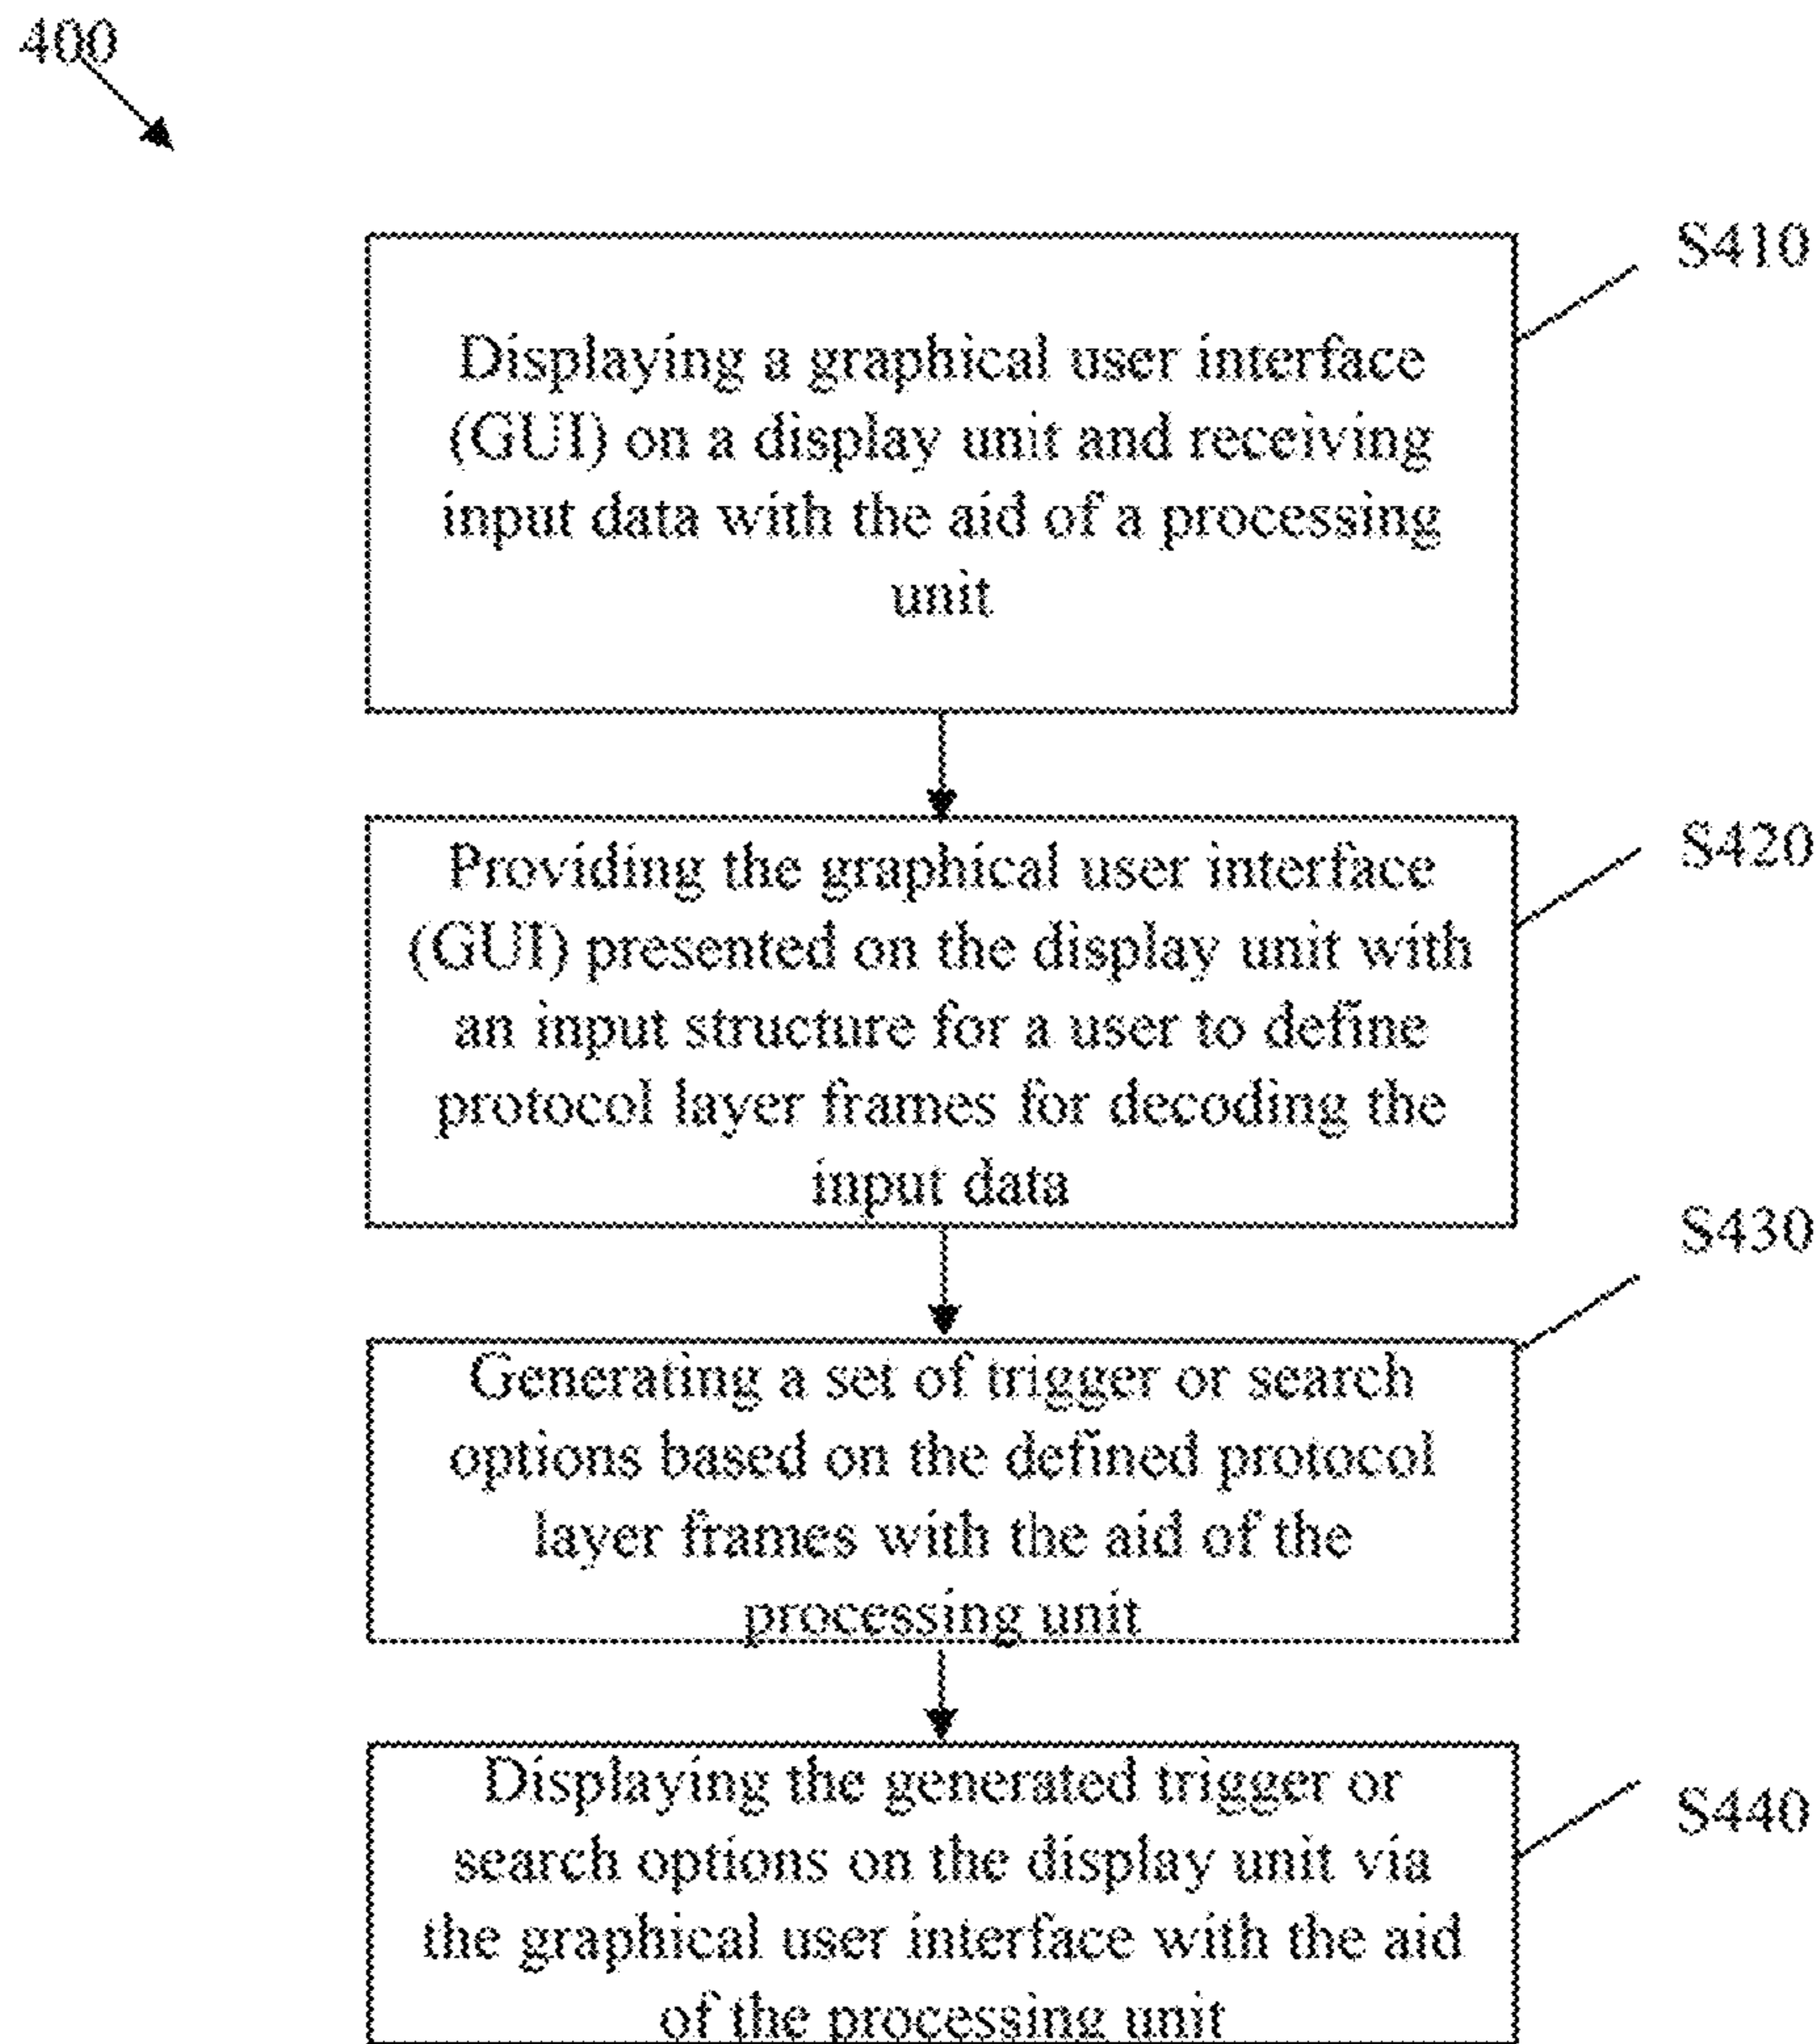 400
S410
Displaying a graphical user interface
(GUI) on a display unit and receiving
input data with the aid of a processing
unit
S420
Providing the graphical user interface
(GUI) presented on the display unit with
an input structure for a user to define
protocol layer frames for decoding the
input data
S430
Generating a set of trigger or search
options based on the defined protocol
layer frames with the aid of the
processing unit
S440
Displaying the generated trigger or
search options on the display unit via
the graphical user interface with the aid
of the processing unit